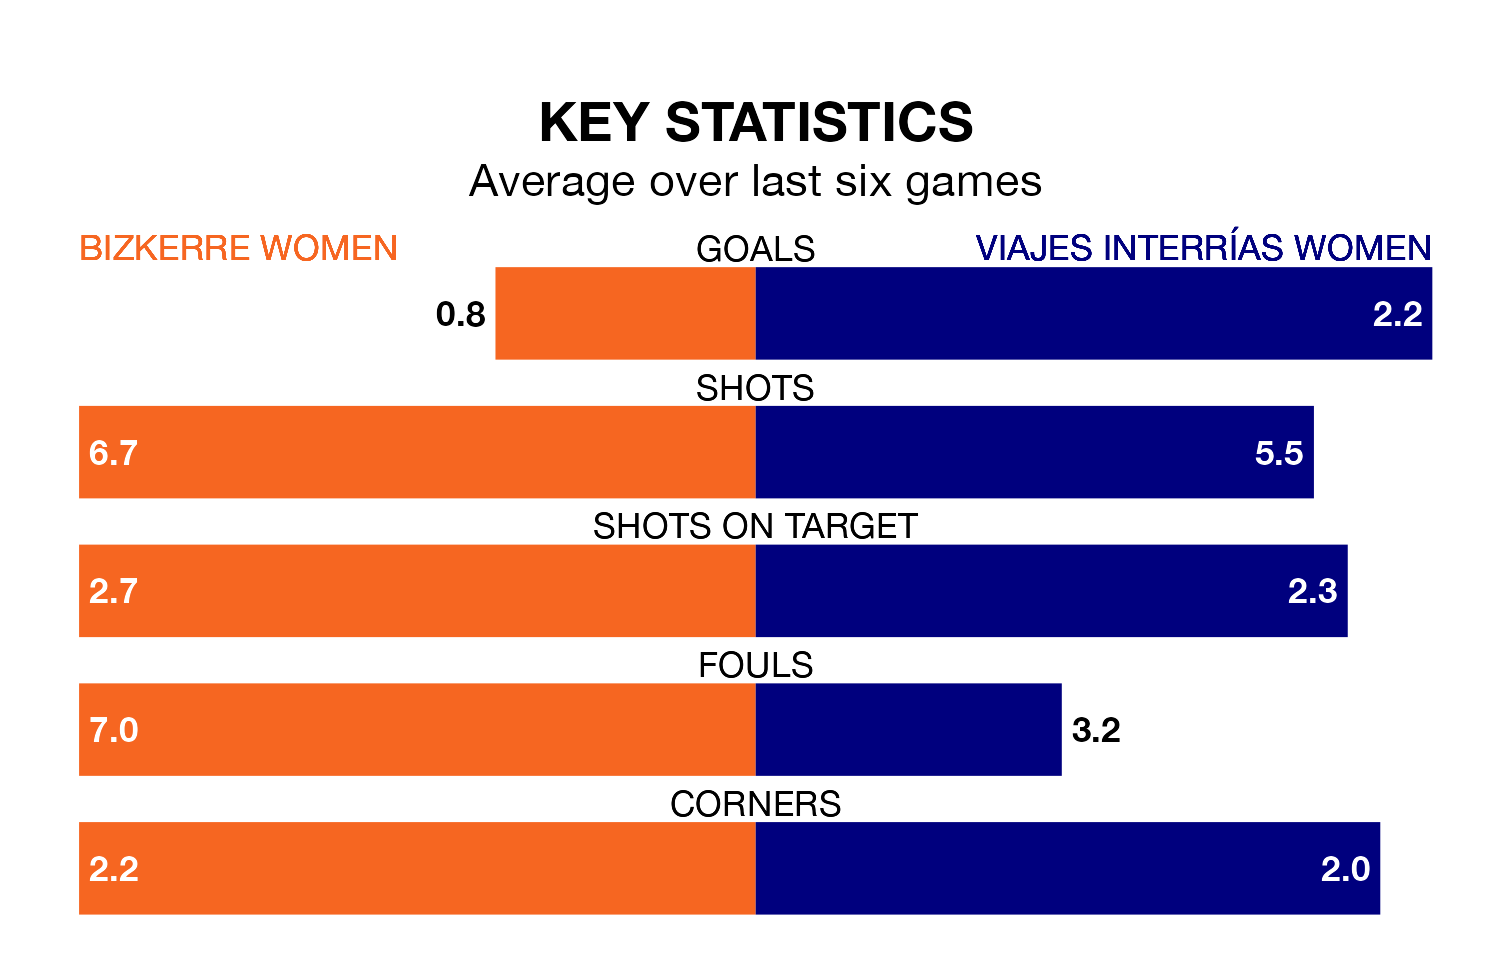 KEY STATISTICS
Average over last six games
BIZKERRE WOMEN GOALS VIAJES INTERRÍAS WOMEN
0.8 2.2
SHOTS
6.7 5.5
SHOTS ON TARGET
2.7 2.3
FOULS
7.0 3.2
CORNERS
2.2 2.0